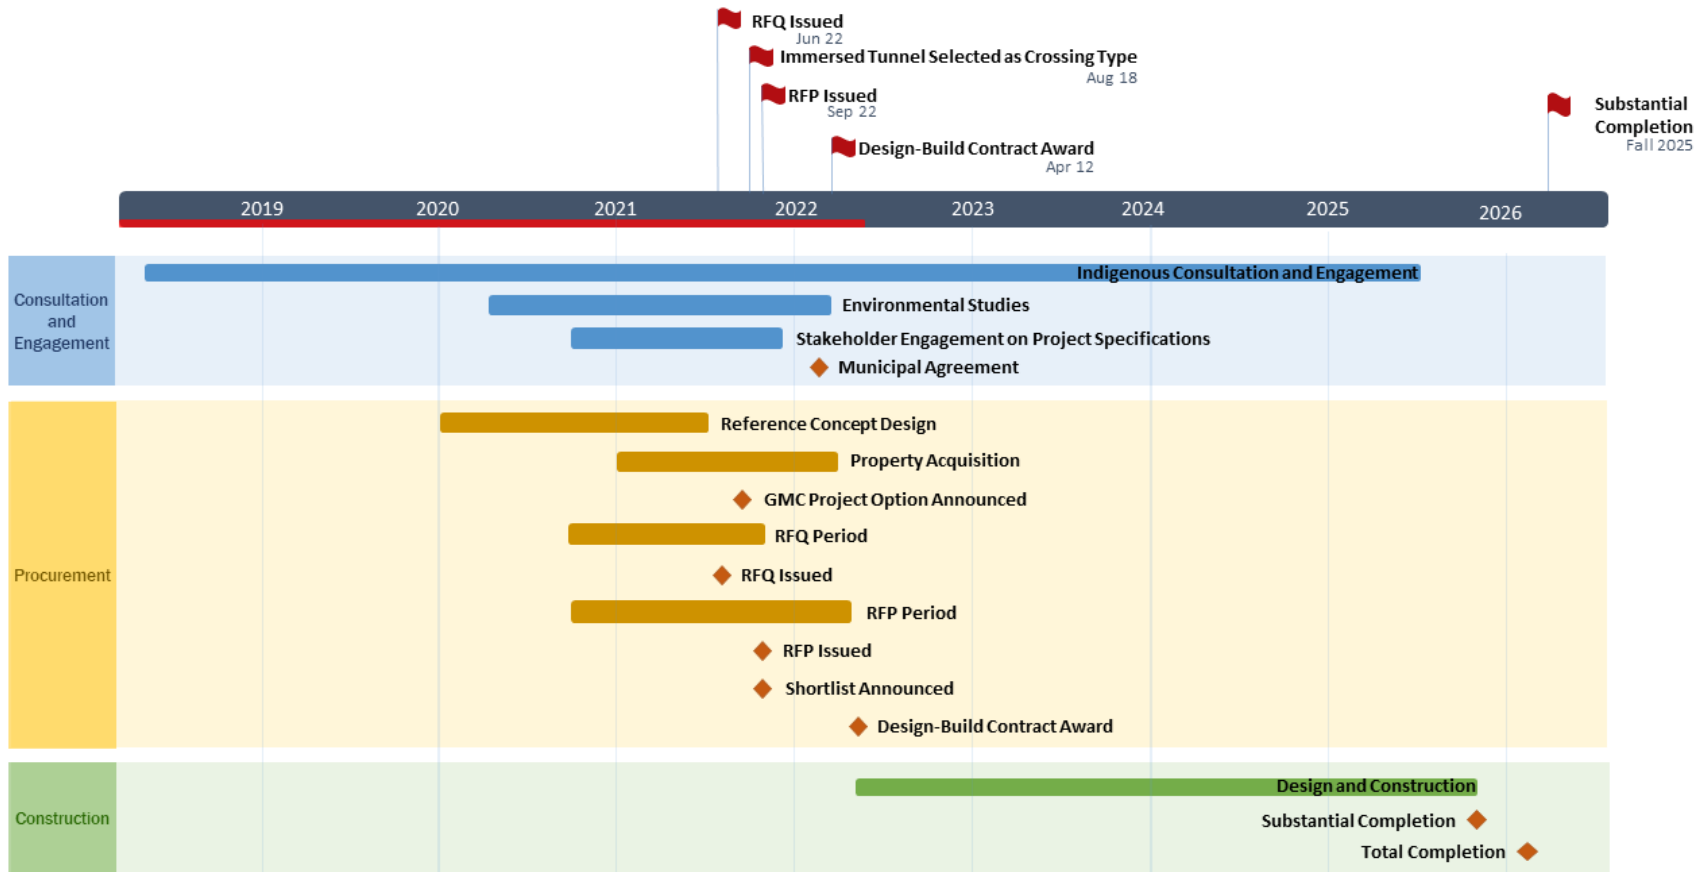 RFQ Issued
Jun 22
Immersed Tunnel Selected as Crossing Type
Aug 18
RFP Issued
Sep 22
Design-Build Contract Award
Apr 12
Substantial
Completion
Fall 2025
2019 2020 2021 2022 2023 2024 2025 2026
Consultation
and
Engagement
Indigenous Consultation and Engagement
Environmental Studies
Stakeholder Engagement on Project Specifications
Municipal Agreement
Procurement
Reference Concept Design
Property Acquisition
GMC Project Option Announced
RFQ Period
RFQ Issued
RFP Period
RFP Issued
Shortlist Announced
Design-Build Contract Award
Construction
Design and Construction
Substantial Completion
Total Completion